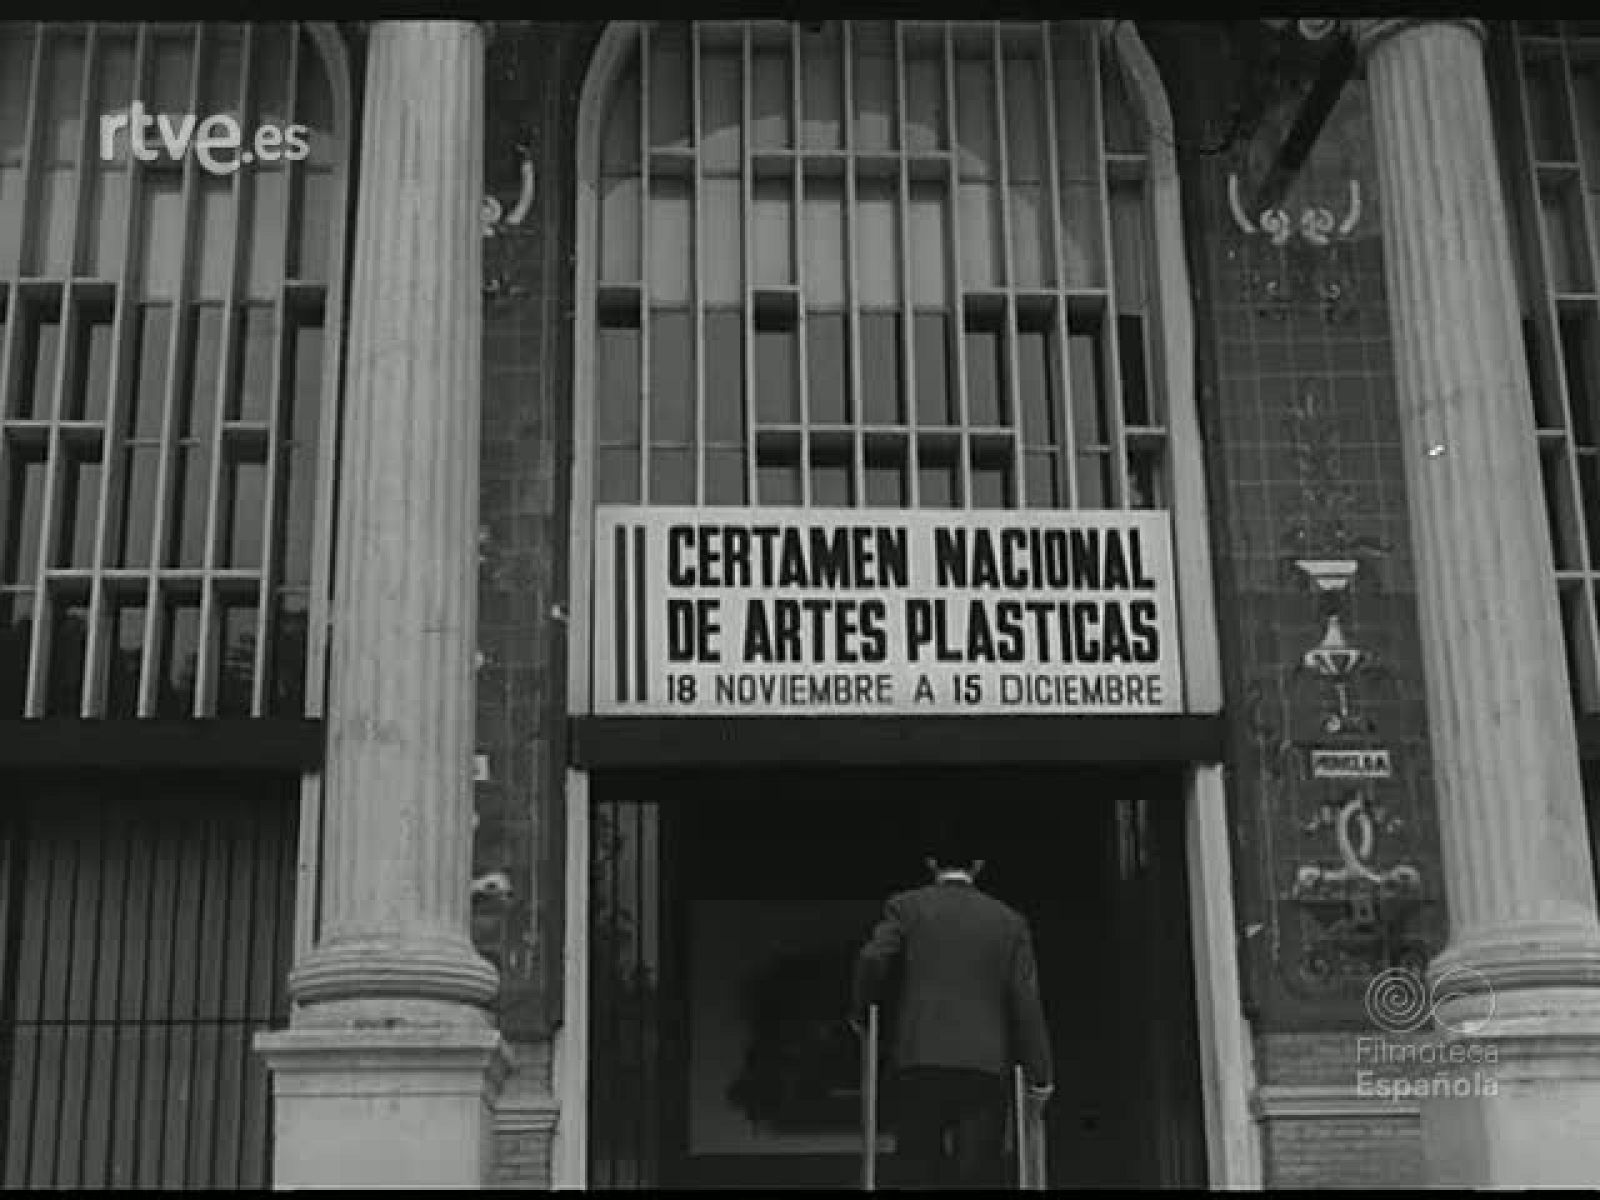 rtve.es
II CERTAMEN NACIONAL
DE ARTES PLASTICAS
18 NOVIEMBRE A 15 DICIEMBRE
Filmoteca
Española